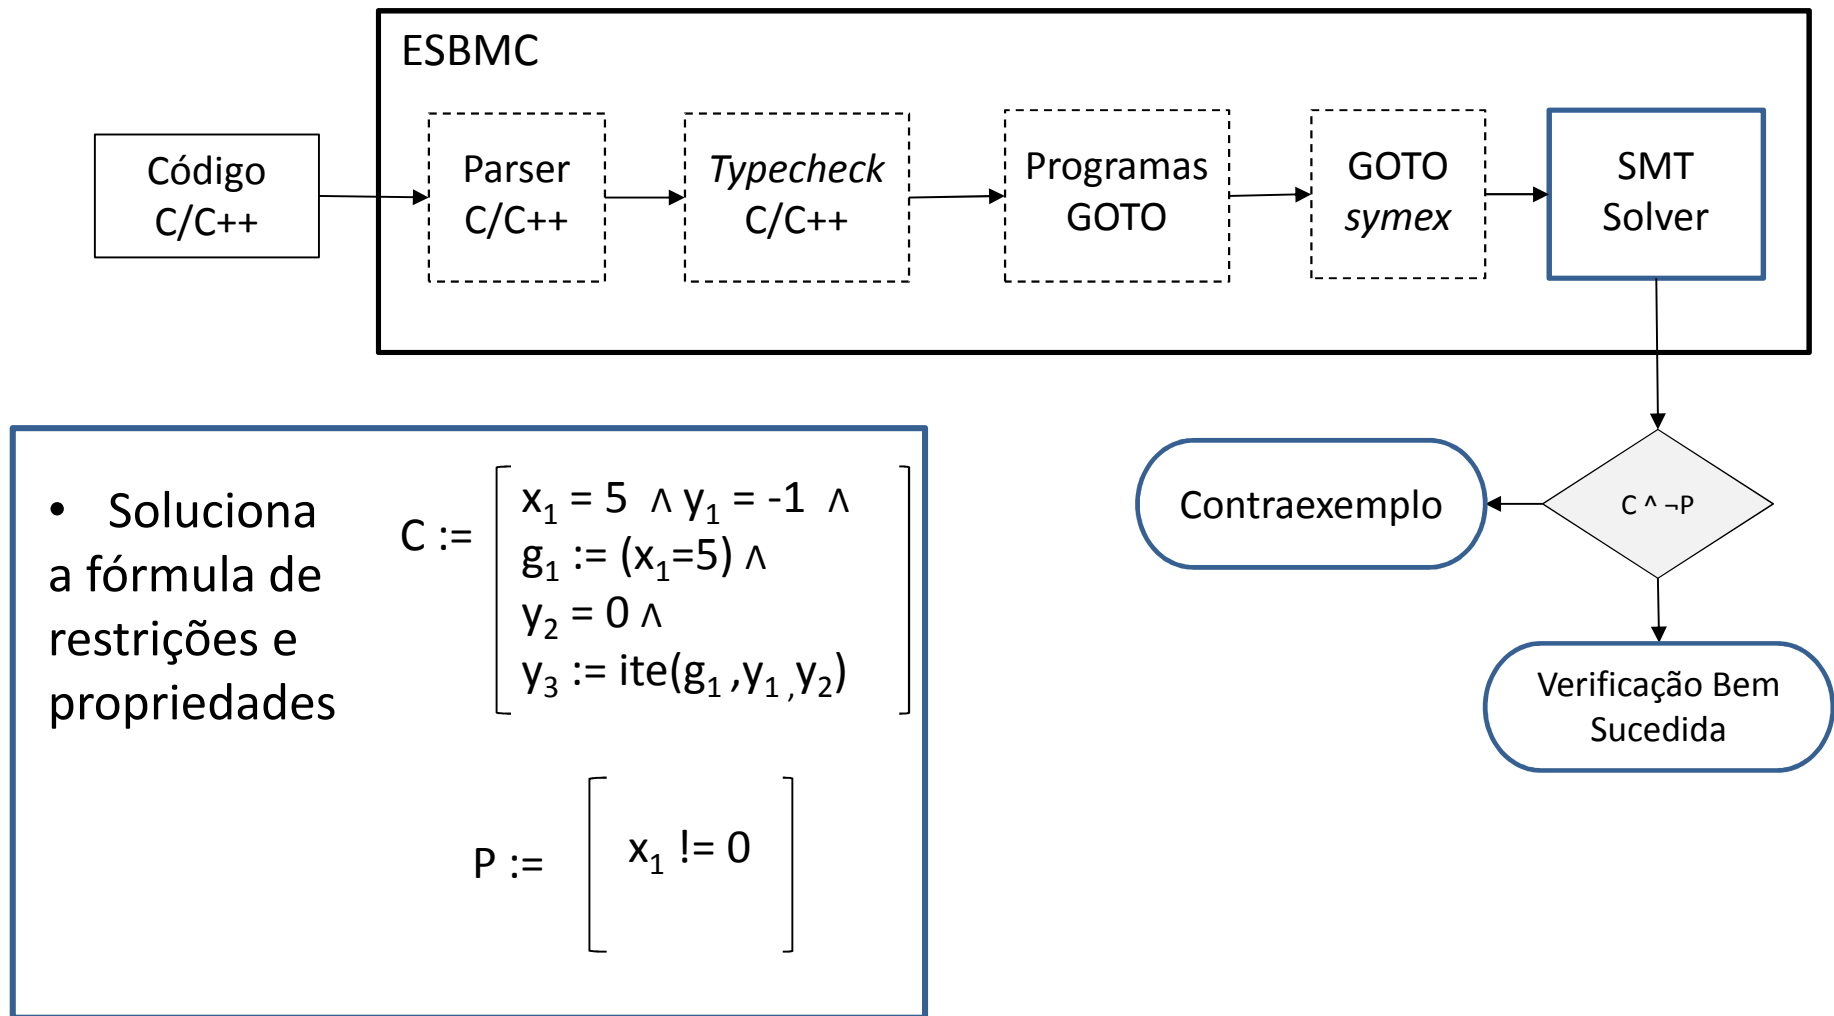 ESBMC
Código
C/C++
Parser
C/C++
Typecheck
C/C++
Programas
GOTO
GOTO
symex
SMT
Solver
• Soluciona
a fórmula de
restrições e
propriedades
C :=
x₁ = 5 ∧ y₁ = -1 ∧
g₁ := (x₁=5) ∧
y₂ = 0 ∧
y₃ := ite(g₁ ,y₁ ,y₂)
P :=
x₁ != 0
Contraexemplo
C ^ ¬P
Verificação Bem
Sucedida